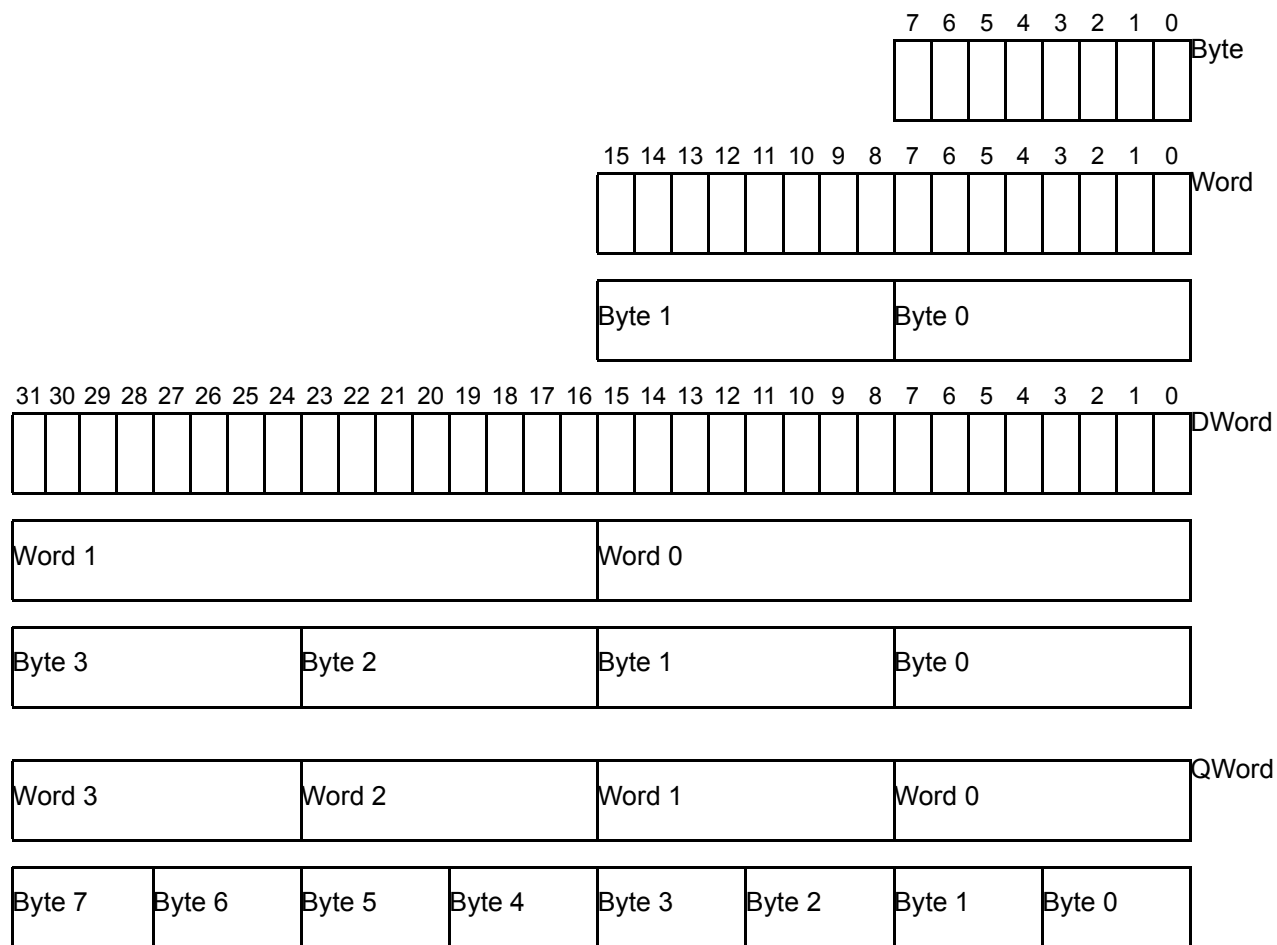 7 6 5 4 3 2 1 0
Byte
15 14 13 12 11 10 9 8 7 6 5 4 3 2 1 0
Word
Byte 1 Byte 0
31 30 29 28 27 26 25 24 23 22 21 20 19 18 17 16 15 14 13 12 11 10 9 8 7 6 5 4 3 2 1 0
DWord
Word 1 Word 0
Byte 3 Byte 2 Byte 1 Byte 0
QWord
Word 3 Word 2 Word 1 Word 0
Byte 7 Byte 6 Byte 5 Byte 4 Byte 3 Byte 2 Byte 1 Byte 0